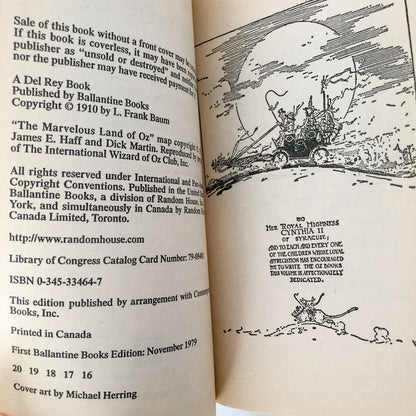 Sale of this book without a front cover may be
If this book is coverless, it may have been
publisher as "unsold or destroyed" and
nor the publisher may have received payment for
A Del Rey Book
Published by Ballantine Books
Copyright © 1910 by L. Frank Baum
"The Marvelous Land of Oz" map copyright ©
James E. Haff and Dick Martin. Reproduced by
of The International Wizard of Oz Club, Inc.
All rights reserved under International and
Copyright Conventions. Published in the United
Ballantine Books, a division of Random House,
York, and simultaneously in Canada by Random
Canada Limited, Toronto.
http://www.randomhouse.com
Library of Congress Catalog Card Number:
ISBN 0-345-33464-7
This edition published by arrangement with
Books, Inc.
Printed in Canada
First Ballantine Books Edition: November 1979
20 19 18 17 16
Cover art by Michael Herring
TO
HER ROYAL HIGHNESS
CYNTHIA II
OF SYRACUSE,
AND TO EACH AND EVERY ONE
OF THE CHILDREN WHOSE LOYAL
APPRECIATION HAS ENCOURAGED
ME TO WRITE THE OZ BOOKS
THIS VOLUME IS AFFECTIONATELY
DEDICATED.